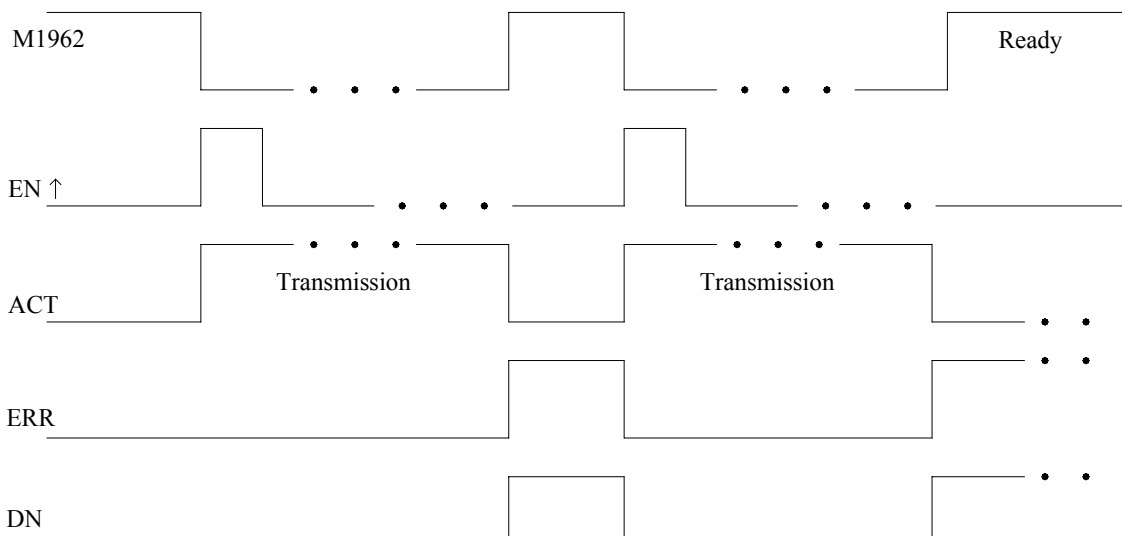 M1962
Ready
EN ↑
Transmission
Transmission
ACT
ERR
DN